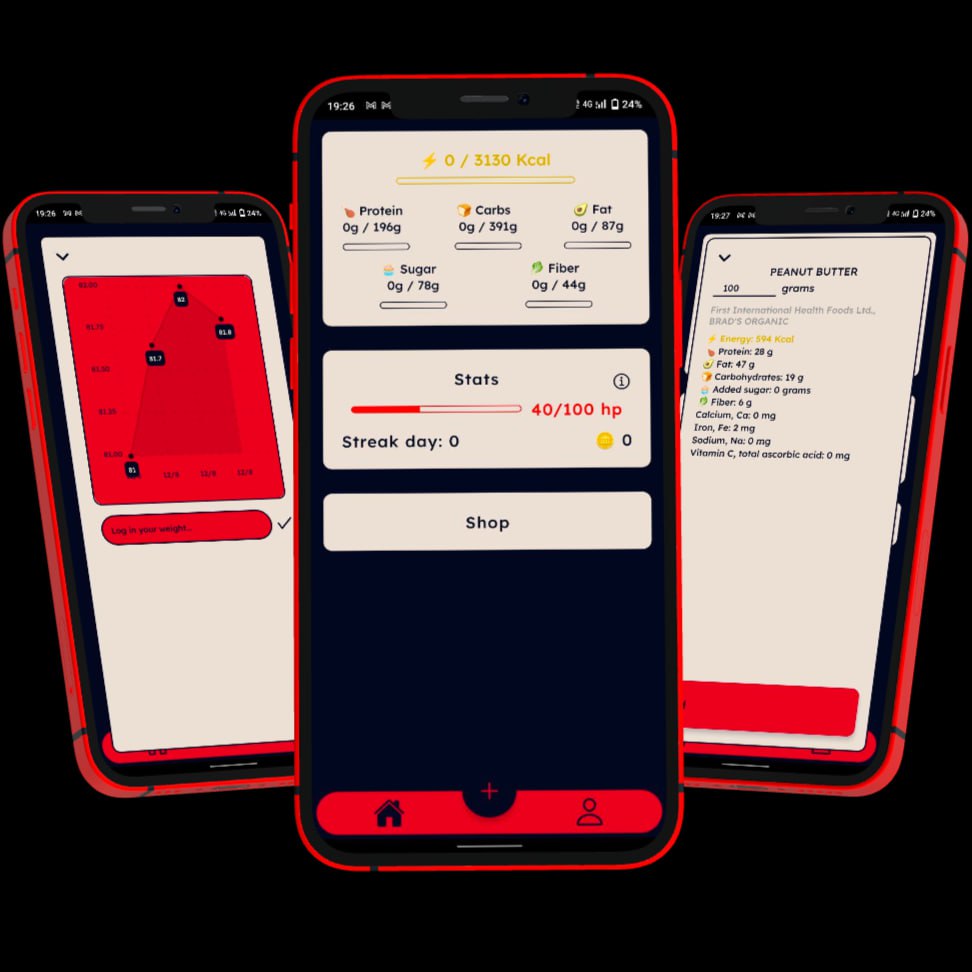 19:26
24%
83.00
82
81.75
81.8
81.7
81.50
81.25
81.00
81
12/8
12/8
12/8
Log in your weight...
19:26
4G
24%
⚡ 0 / 3130 Kcal
Protein
0g / 196g
Carbs
0g / 391g
Fat
0g / 87g
Sugar
0g / 78g
Fiber
0g / 44g
Stats
40/100 hp
Streak day: 0
0
Shop
19:27
4G
24%
PEANUT BUTTER
100 grams
First International Health Foods Ltd.,
BRAD'S ORGANIC
⚡ Energy: 594 Kcal
Protein: 28 g
Fat: 47 g
Carbohydrates: 19 g
Added sugar: 0 grams
Fiber: 6 g
Calcium, Ca: 0 mg
Iron, Fe: 2 mg
Sodium, Na: 0 mg
Vitamin C, total ascorbic acid: 0 mg